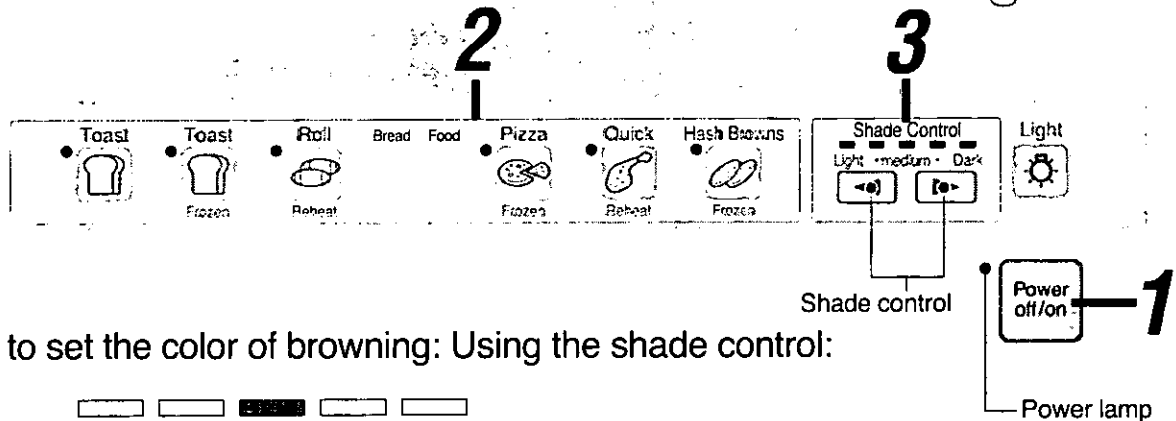 2 3
Toast Toast Roll Bread Food Pizza Quick Hash Browns Shade Control Light
Light •medium• Dark
Frozen Reheat Frozen Reheat Frozen
Shade control
Power
off/on
1
to set the color of browning: Using the shade control:
Power lamp